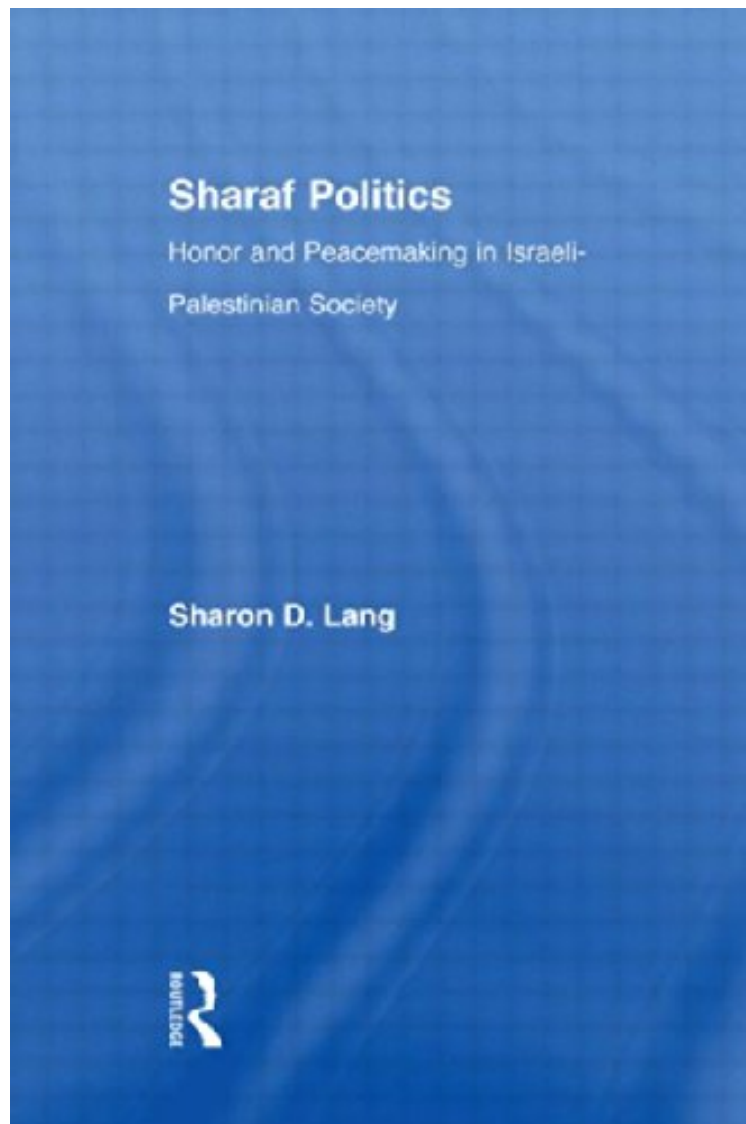 Sharaf Politics
Honor and Peacemaking in Israeli-
Palestinian Society
Sharon D. Lang
ROUTLEDGE